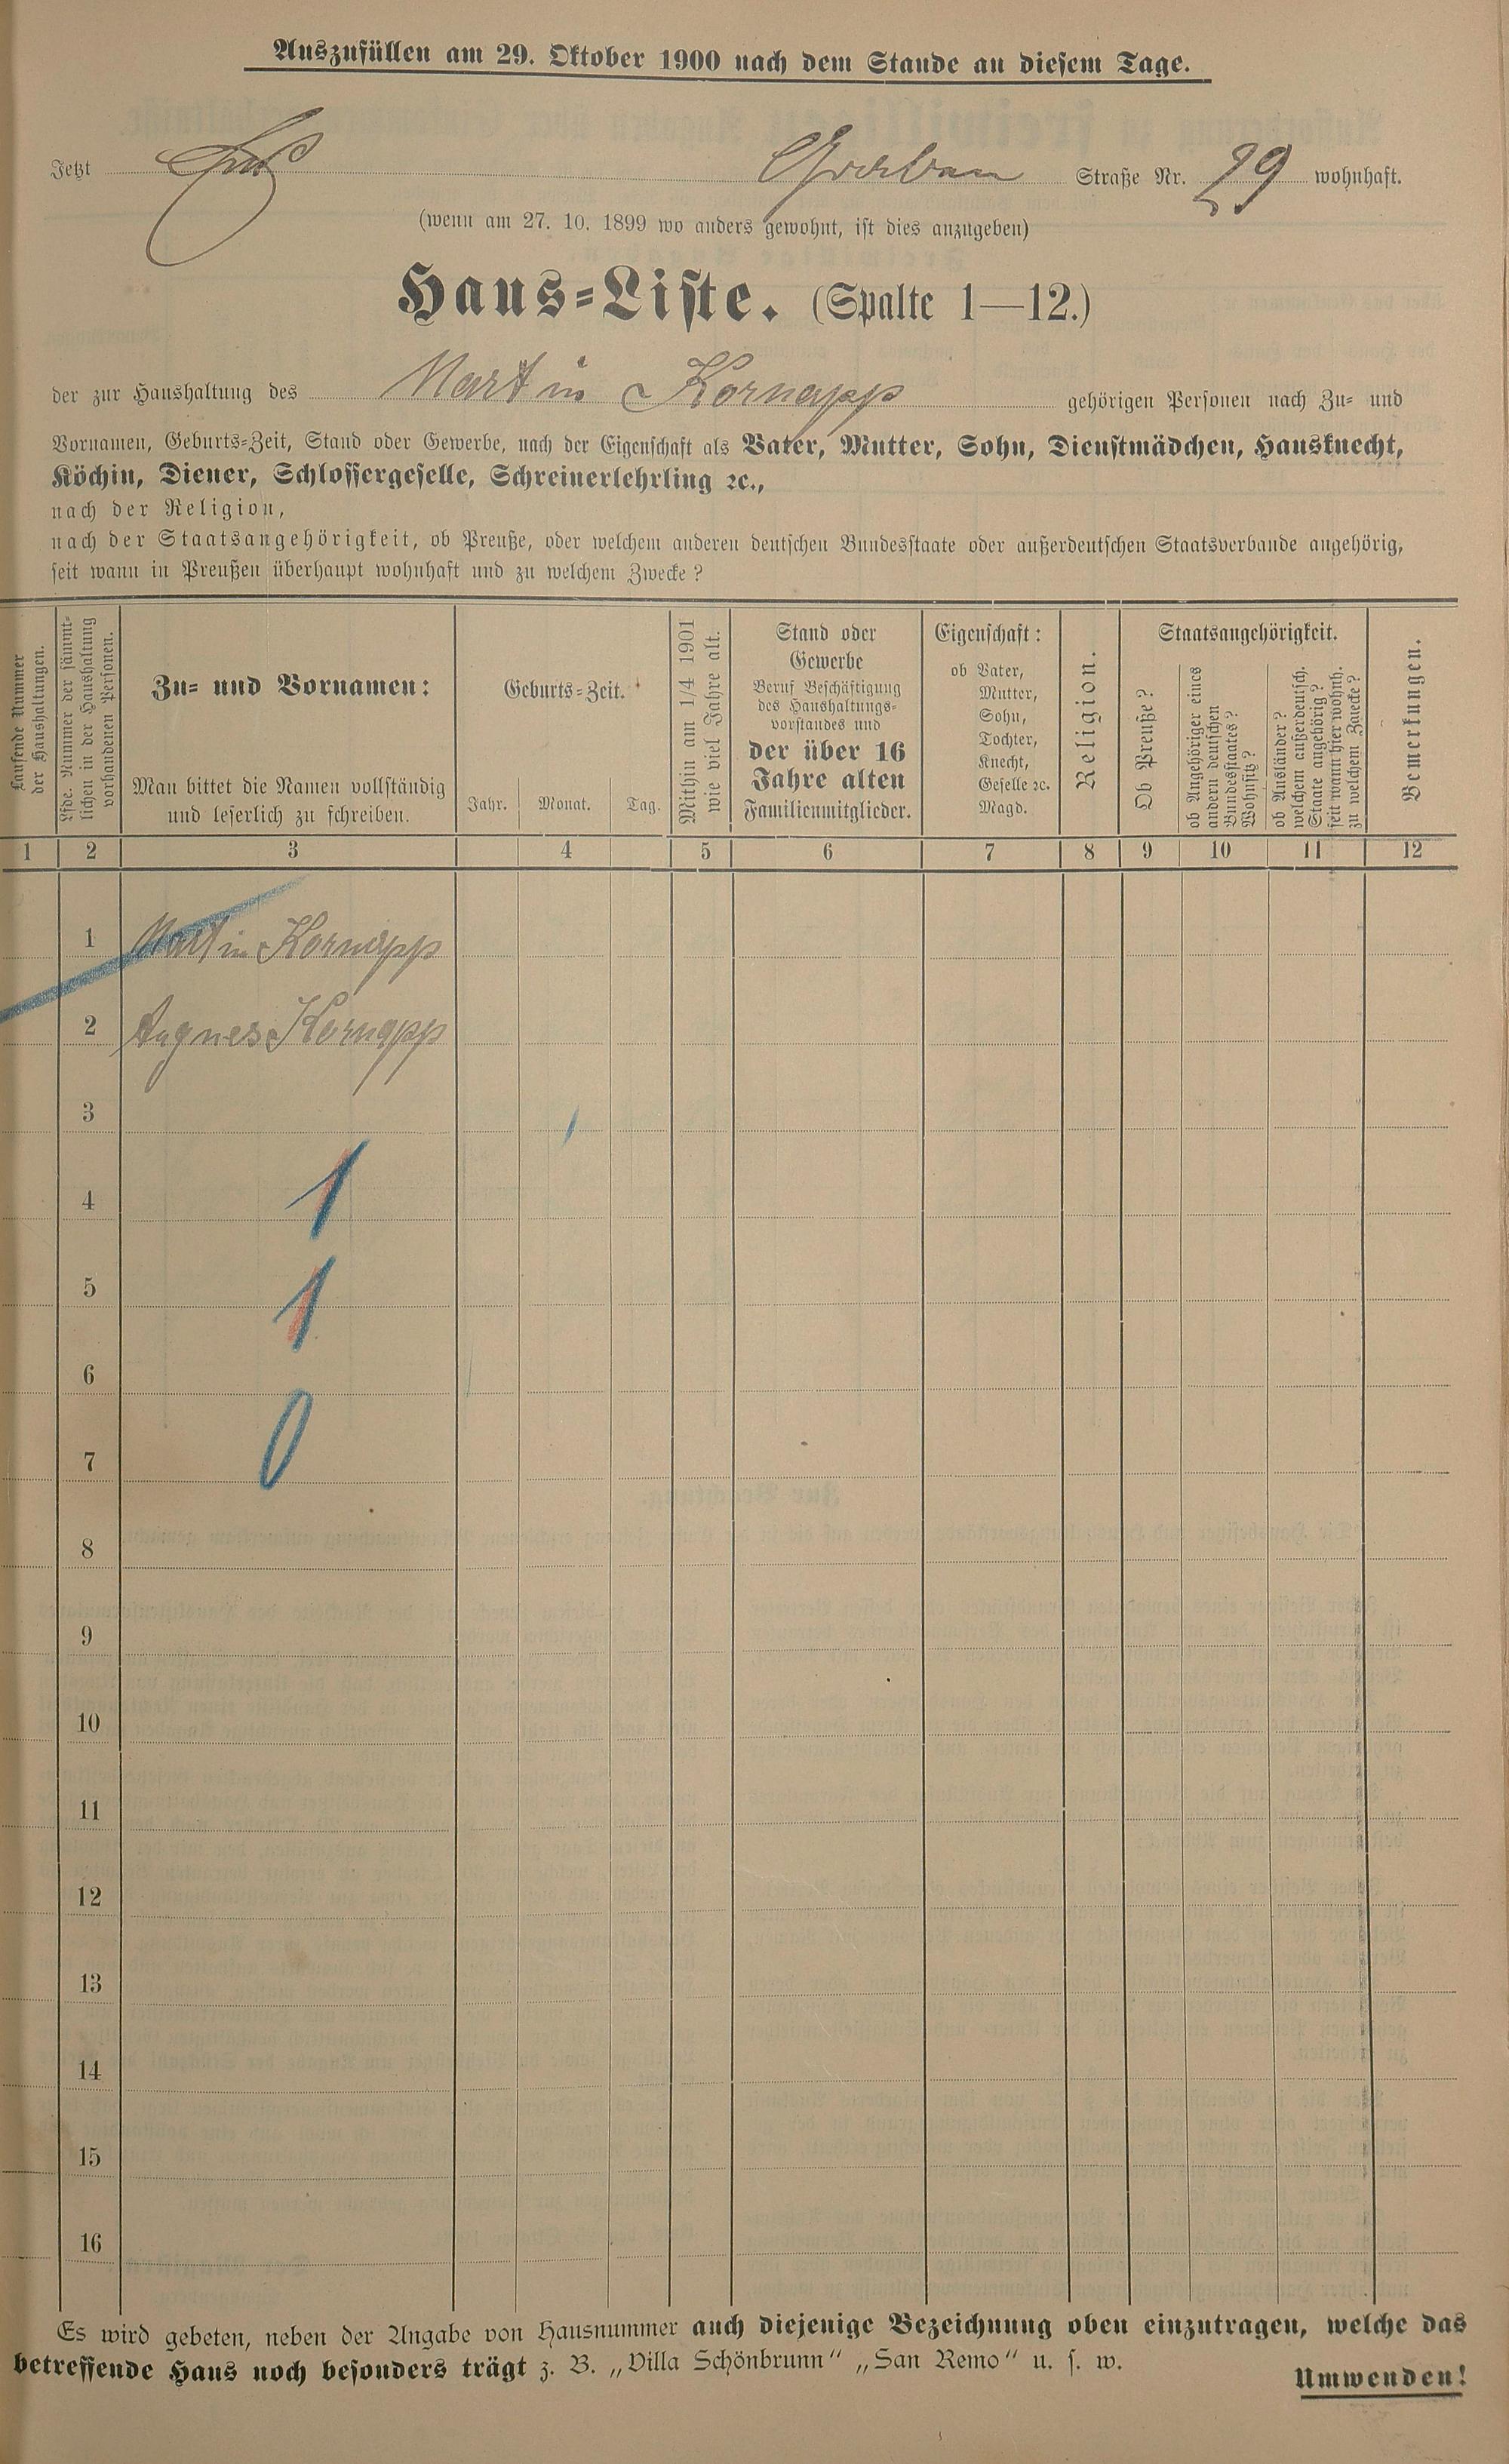 Auszufüllen am 29. Oktober 1900 nach dem Stande an diesem Tage.
Jetzt Graben Straße Nr. 29 wohnhaft.
(wenn am 27. 10. 1899 wo anders gewohnt, ist dies anzugeben)
Haus-Liste. (Spalte 1—12.)
der zur Haushaltung des Martin Kornapp gehörigen Personen nach Zu- und
Vornamen, Geburts-Zeit, Stand oder Gewerbe, nach der Eigenschaft als Vater, Mutter, Sohn, Dienstmädchen, Hausknecht,
Köchin, Diener, Schlossergeselle, Schreinerlehrling ꝛc.,
nach der Religion,
nach der Staatsangehörigkeit, ob Preuße, oder welchem anderen deutschen Bundesstaate oder außerdeutschen Staatsverbande angehörig,
seit wann in Preußen überhaupt wohnhaft und zu welchem Zwecke?
Laufende Nummer
der Haushaltungen.
Lfde. Nummer der sämmt-
lichen in der Haushaltung
vorhandenen Personen.
Zu- und Vornamen:
Man bittet die Namen vollständig
und leserlich zu schreiben.
Geburts-Zeit.
Jahr. Monat. Tag.
Mithin am 1/4 1901
wie viel Jahre alt.
Stand oder
Gewerbe
Beruf Beschäftigung
des Haushaltungs-
vorstandes und
der über 16
Jahre alten
Familienmitglieder.
Eigenschaft:
ob Vater,
Mutter,
Sohn,
Tochter,
Knecht,
Geselle ꝛc.
Magd.
Religion.
Staatsangehörigkeit.
Ob Preuße?
ob Angehöriger eines
andern deutschen
Bundesstaates?
Wohnsitz?
ob Ausländer?
welchem außerdeutsch.
Staate angehörig?
seit wann hier wohnh.
zu welchem Zwecke?
Bemerkungen.
1 2 3 4 5 6 7 8 9 10 11 12
1 Martin Kornapp
2 Augnes Kornapp
3
4 1
5 1
6
7 0
8
9
10
11
12
13
14
15
16
Es wird gebeten, neben der Angabe von Hausnummer auch diejenige Bezeichnung oben einzutragen, welche das
betreffende Haus noch besonders trägt z. B. „Villa Schönbrunn" „San Remo" u. s. w.
Umwenden!